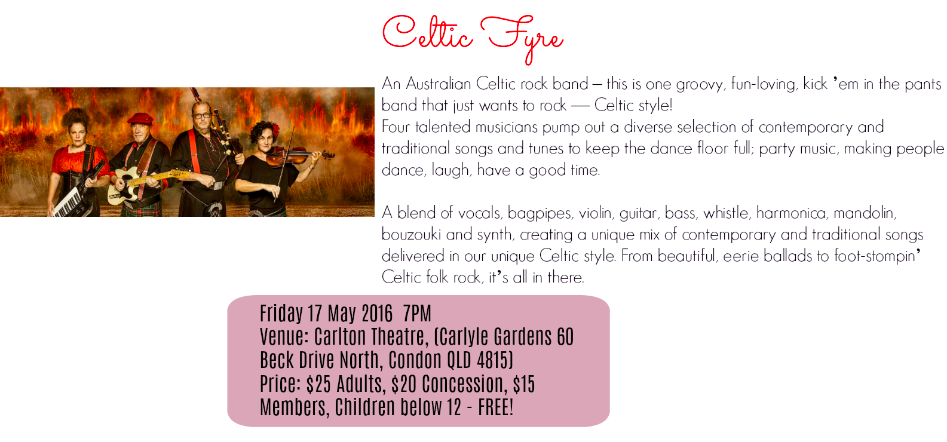 Celtic Fyre
An Australian Celtic rock band – this is one groovy, fun-loving, kick ’em in the pants
band that just wants to rock — Celtic style!
Four talented musicians pump out a diverse selection of contemporary and
traditional songs and tunes to keep the dance floor full; party music, making people
dance, laugh, have a good time.
A blend of vocals, bagpipes, violin, guitar, bass, whistle, harmonica, mandolin,
bouzouki and synth, creating a unique mix of contemporary and traditional songs
delivered in our unique Celtic style. From beautiful, eerie ballads to foot-stompin’
Celtic folk rock, it’s all in there.
Friday 17 May 2016  7PM
Venue: Carlton Theatre, (Carlyle Gardens 60
Beck Drive North, Condon QLD 4815)
Price: $25 Adults, $20 Concession, $15
Members, Children below 12 - FREE!